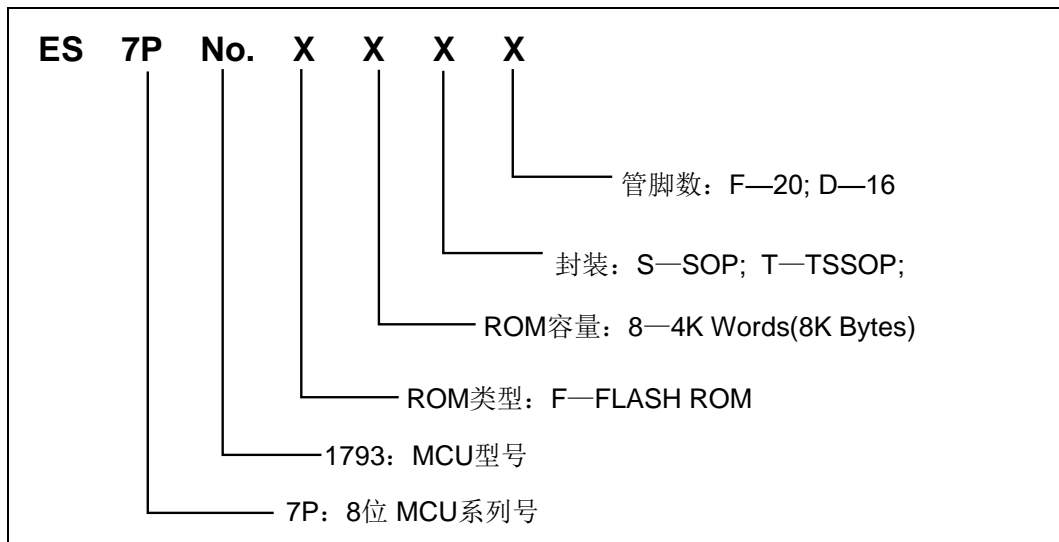 ES 7P No. X X X X
管脚数：F—20; D—16
封装：S—SOP; T—TSSOP;
ROM容量：8—4K Words(8K Bytes)
ROM类型：F—FLASH ROM
1793：MCU型号
7P：8位 MCU系列号